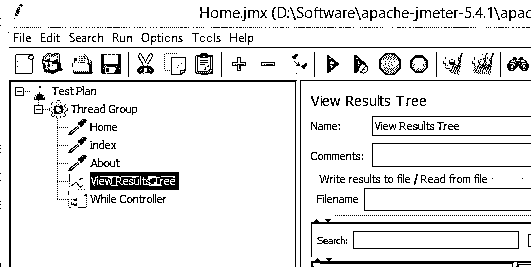 Home.jmx (D:\Software\apache-jmeter-5.4.1\apac
File Edit Search Run Options Tools Help
Test Plan
Thread Group
Home
index
About
View Results Tree
While Controller
View Results Tree
Name: View Results Tree
Comments:
Write results to file / Read from file
Filename
Search: